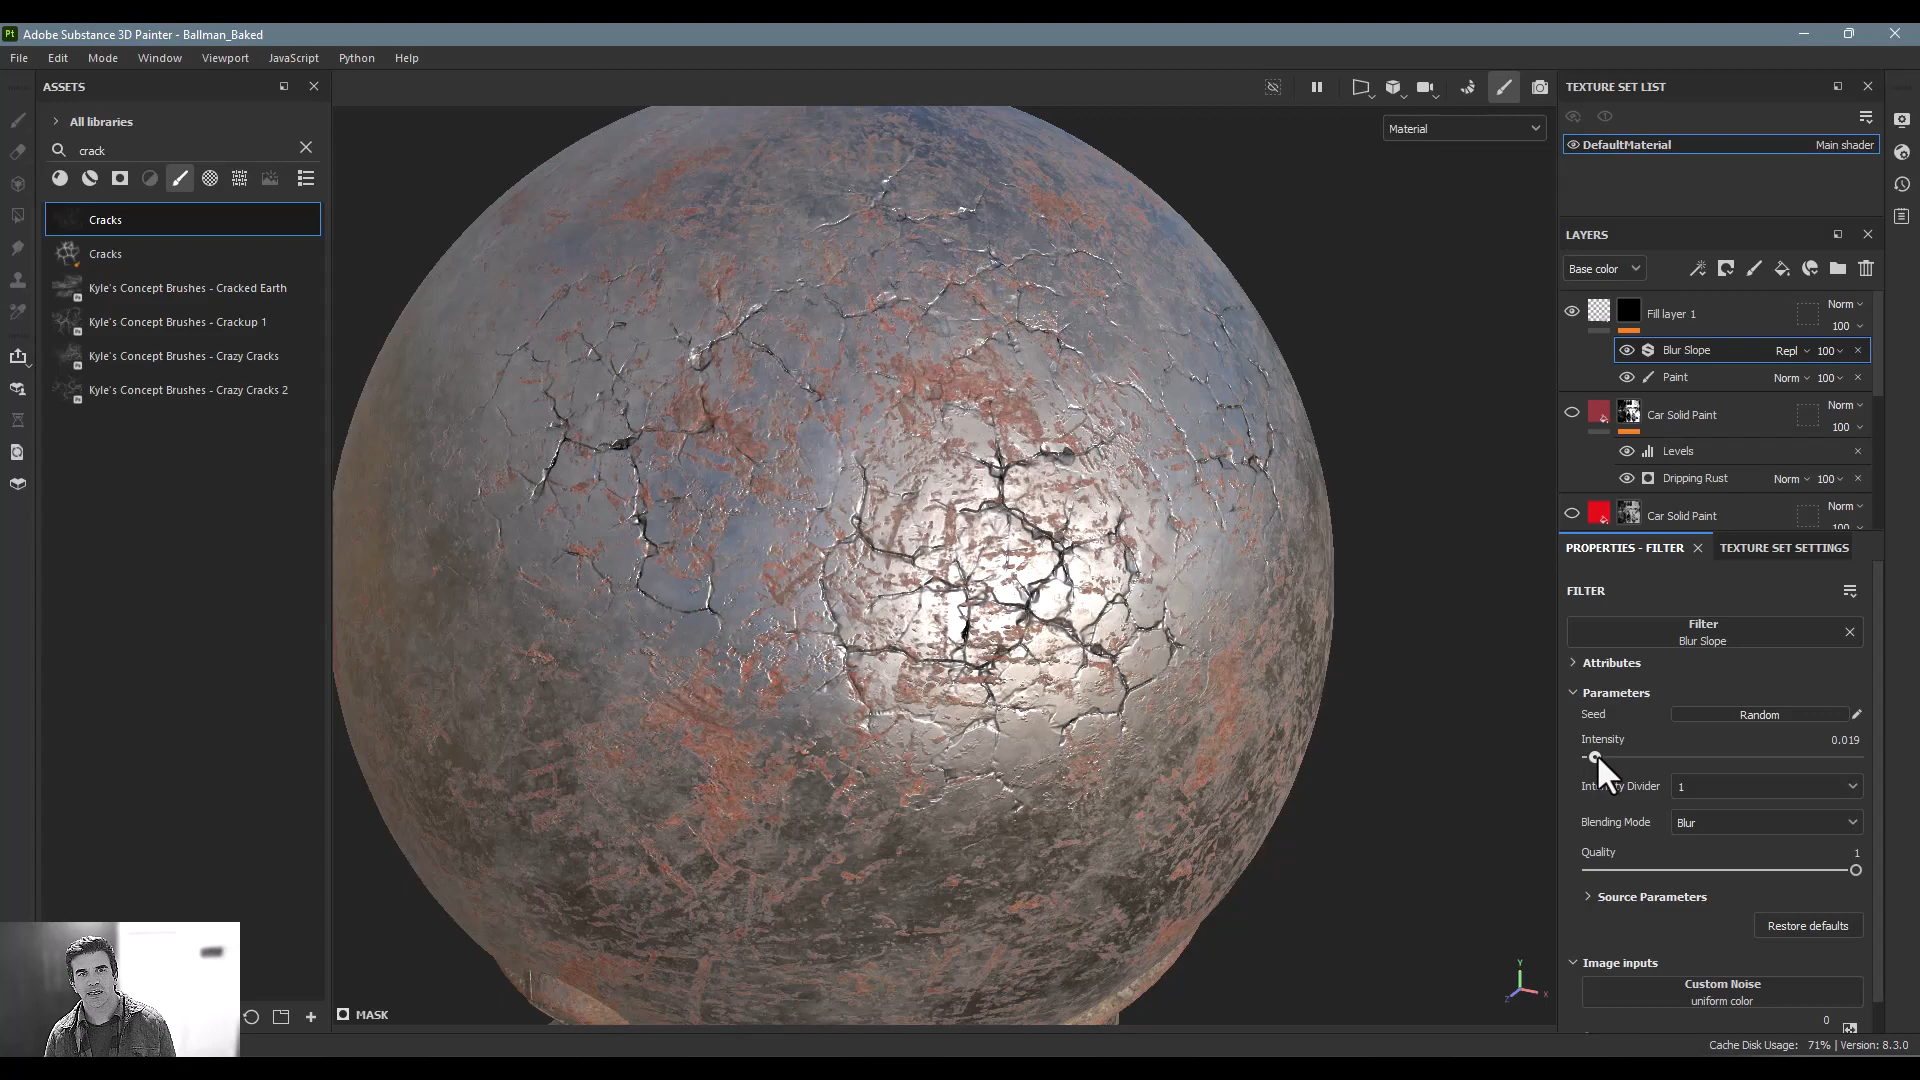 Pt Adobe Substance 3D Painter - Ballman_Baked
File Edit Mode Window Viewport JavaScript Python Help
ASSETS
All libraries
crack
Cracks
Cracks
Kyle's Concept Brushes - Cracked Earth
Kyle's Concept Brushes - Crackup 1
Kyle's Concept Brushes - Crazy Cracks
Kyle's Concept Brushes - Crazy Cracks 2
Material
MASK
Y
X
Z
TEXTURE SET LIST
DefaultMaterial Main shader
LAYERS
Base color
Norm
Fill layer 1
100
Blur Slope Repl 100
Paint Norm 100
Norm
Car Solid Paint
100
Levels
Dripping Rust Norm 100
Norm
Car Solid Paint
100
PROPERTIES - FILTER TEXTURE SET SETTINGS
FILTER
Filter
Blur Slope
Attributes
Parameters
Seed Random
Intensity 0.019
Divider 1
Blending Mode Blur
Quality 1
Source Parameters
Restore defaults
Image inputs
Custom Noise
uniform color
0
Cache Disk Usage: 71% | Version: 8.3.0